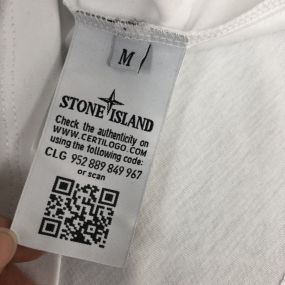 M
STONE ISLAND
Check the authenticity on
WWW.CERTILOGO.COM
using the following code:
CLG 952 889 849 967
or scan